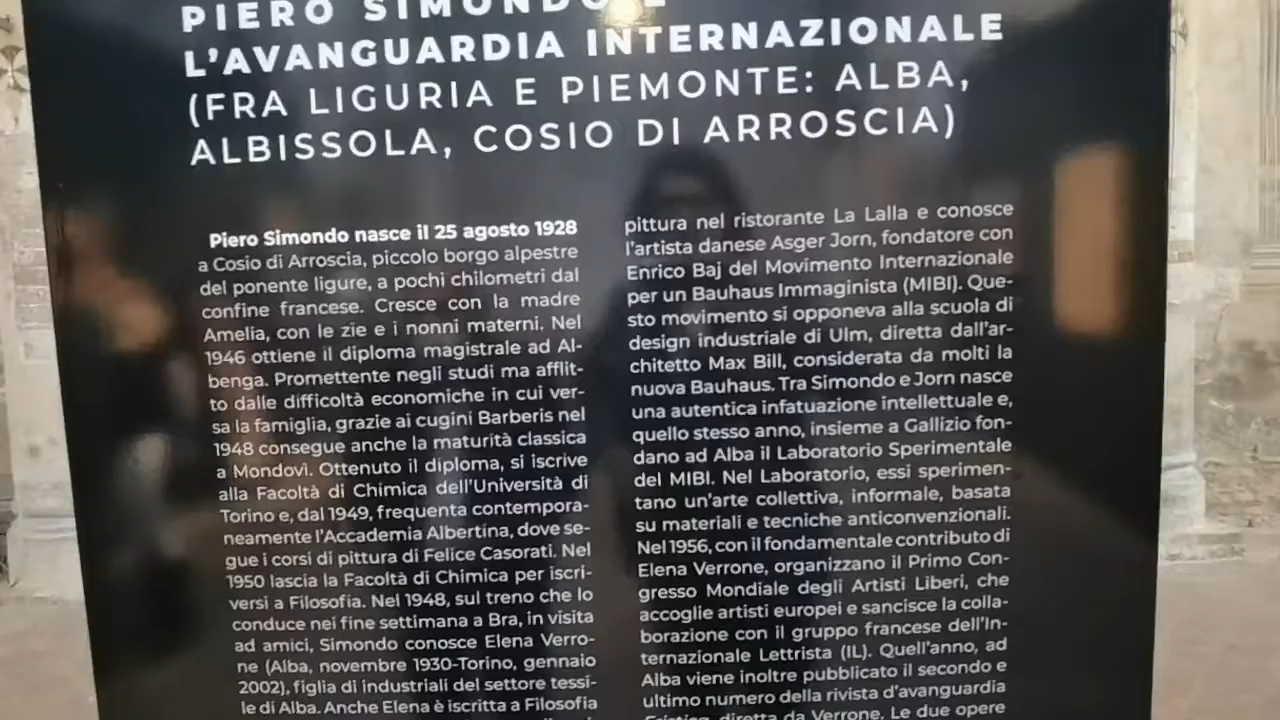 PIERO SIMONDO E
L'AVANGUARDIA INTERNAZIONALE
(FRA LIGURIA E PIEMONTE: ALBA,
ALBISSOLA, COSIO DI ARROSCIA)
Piero Simondo nasce il 25 agosto 1928
a Cosio di Arroscia, piccolo borgo alpestre
del ponente ligure, a pochi chilometri dal
confine francese. Cresce con la madre
Amelia, con le zie e i nonni materni. Nel
1946 ottiene il diploma magistrale ad Al-
benga. Promettente negli studi ma afflit-
to dalle difficoltà economiche in cui ver-
sa la famiglia, grazie ai cugini Barberis nel
1948 consegue anche la maturità classica
a Mondovì. Ottenuto il diploma, si iscrive
alla Facoltà di Chimica dell'Università di
Torino e, dal 1949, frequenta contempora-
neamente l'Accademia Albertina, dove se-
gue i corsi di pittura di Felice Casorati. Nel
1950 lascia la Facoltà di Chimica per iscri-
versi a Filosofia. Nel 1948, sul treno che lo
conduce nei fine settimana a Bra, in visita
ad amici, Simondo conosce Elena Verro-
ne (Alba, novembre 1930-Torino, gennaio
2002), figlia di industriali del settore tessi-
le di Alba. Anche Elena è iscritta a Filosofia
pittura nel ristorante La Lalla e conosce
l'artista danese Asger Jorn, fondatore con
Enrico Baj del Movimento Internazionale
per un Bauhaus Immaginista (MIBI). Que-
sto movimento si opponeva alla scuola di
design industriale di Ulm, diretta dall'ar-
chitetto Max Bill, considerata da molti la
nuova Bauhaus. Tra Simondo e Jorn nasce
una autentica infatuazione intellettuale e,
quello stesso anno, insieme a Gallizio fon-
dano ad Alba il Laboratorio Sperimentale
del MIBI. Nel Laboratorio, essi sperimen-
tano un'arte collettiva, informale, basata
su materiali e tecniche anticonvenzionali.
Nel 1956, con il fondamentale contributo di
Elena Verrone, organizzano il Primo Con-
gresso Mondiale degli Artisti Liberi, che
accoglie artisti europei e sancisce la colla-
borazione con il gruppo francese dell'In-
ternazionale Lettrista (IL). Quell'anno, ad
Alba viene inoltre pubblicato il secondo e
ultimo numero della rivista d'avanguardia
diretta da Verrone. Le due opere